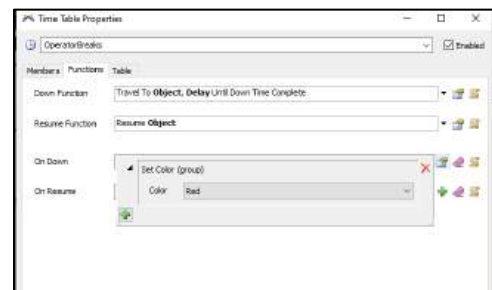 Time Table Properties
OperatorBreaks
Enabled
Members Functions Table
Down Function
Travel To Object, Delay Until Down Time Complete
Resume Function
Resume Object
On Down
Set Color (group)
Color Red
On Resume